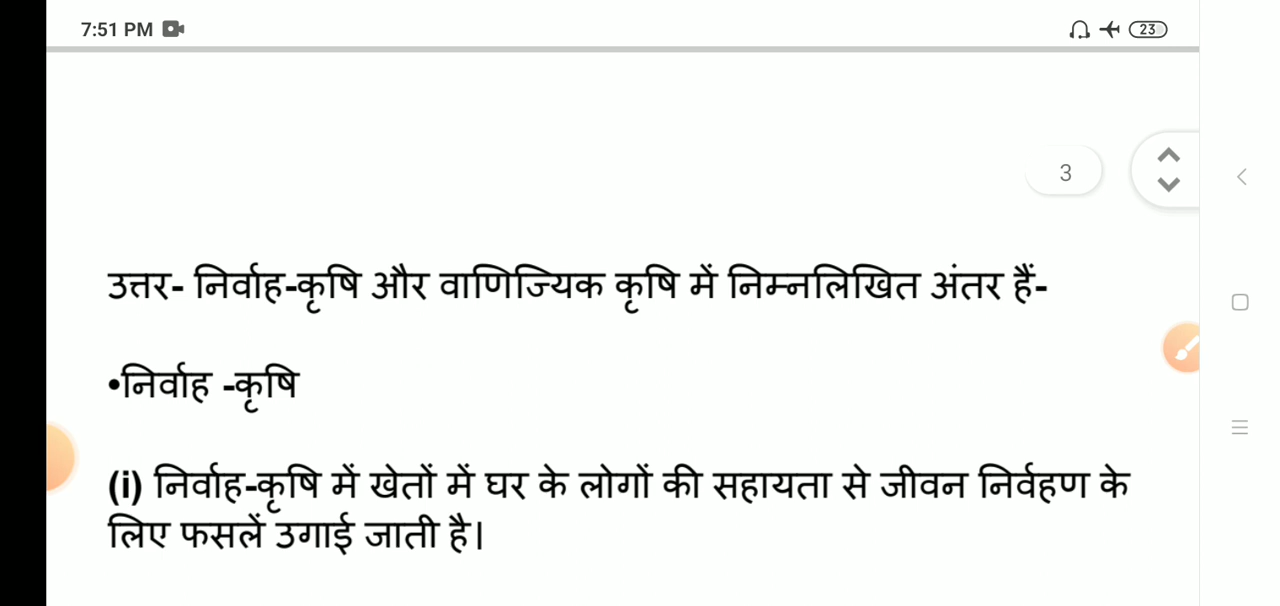 7:51 PM
23
3
उत्तर- निर्वाह-कृषि और वाणिज्यिक कृषि में निम्नलिखित अंतर हैं-
•निर्वाह -कृषि
(i) निर्वाह-कृषि में खेतों में घर के लोगों की सहायता से जीवन निर्वहण के
लिए फसलें उगाई जाती है।